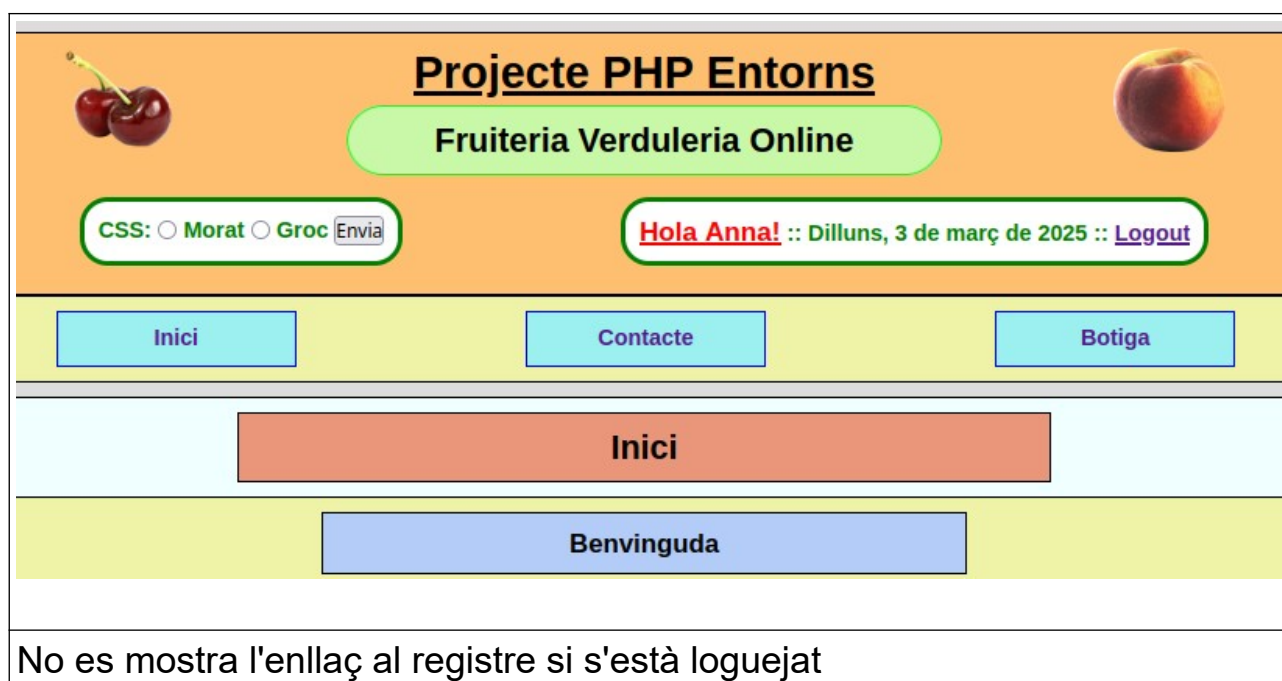 Projecte PHP Entorns
Fruiteria Verduleria Online
CSS: Morat Groc Envia
Hola Anna! :: Dilluns, 3 de març de 2025 :: Logout
Inici Contacte Botiga
Inici
Benvinguda
No es mostra l'enllaç al registre si s'està loguejat